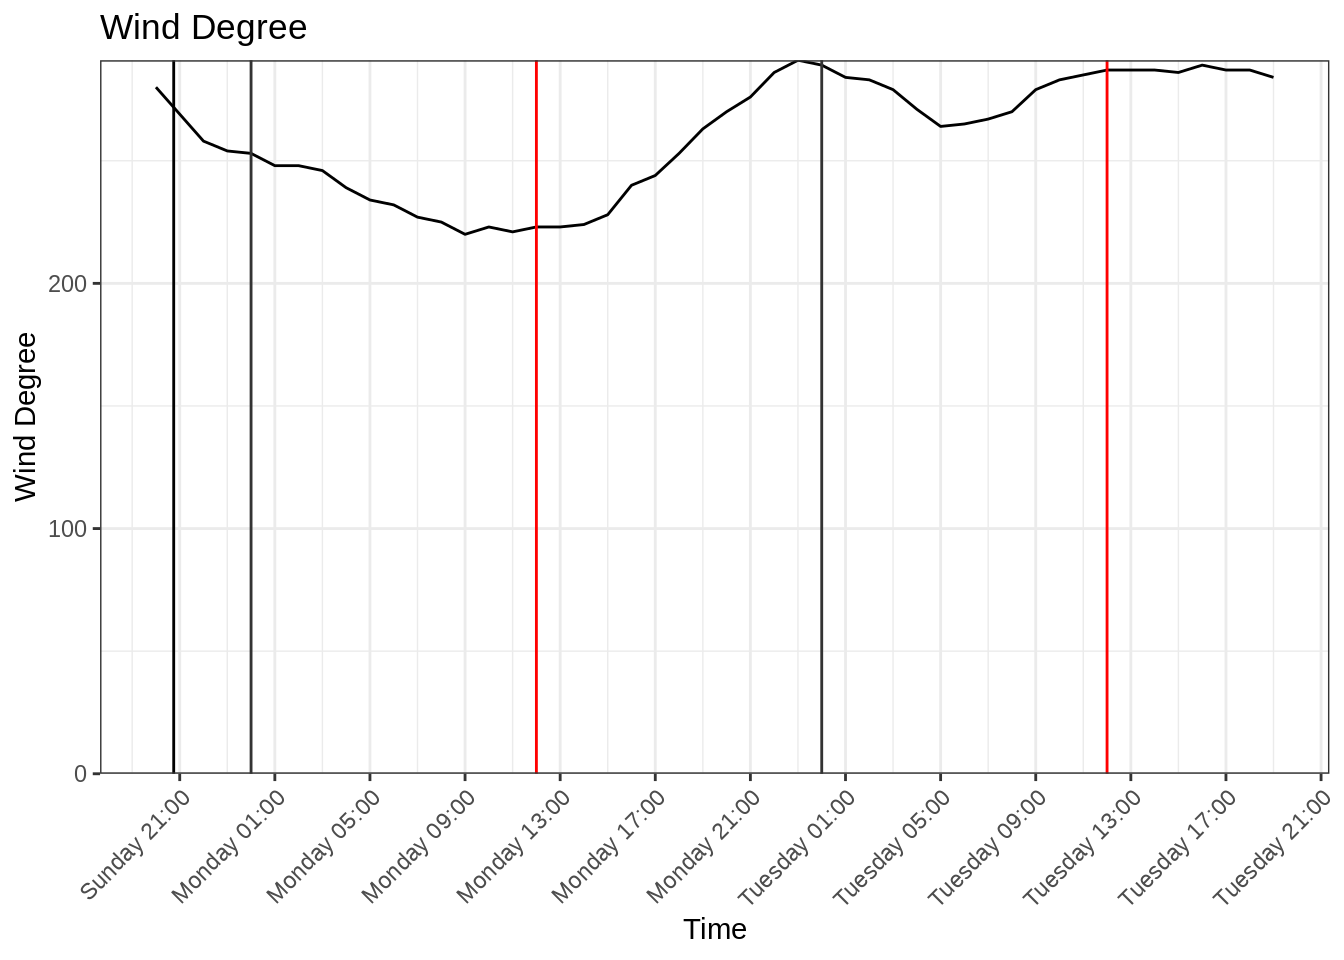 Wind Degree
Wind Degree
200
100
0
Sunday 21:00
Monday 01:00
Monday 05:00
Monday 09:00
Monday 13:00
Monday 17:00
Monday 21:00
Tuesday 01:00
Tuesday 05:00
Tuesday 09:00
Tuesday 13:00
Tuesday 17:00
Tuesday 21:00
Time